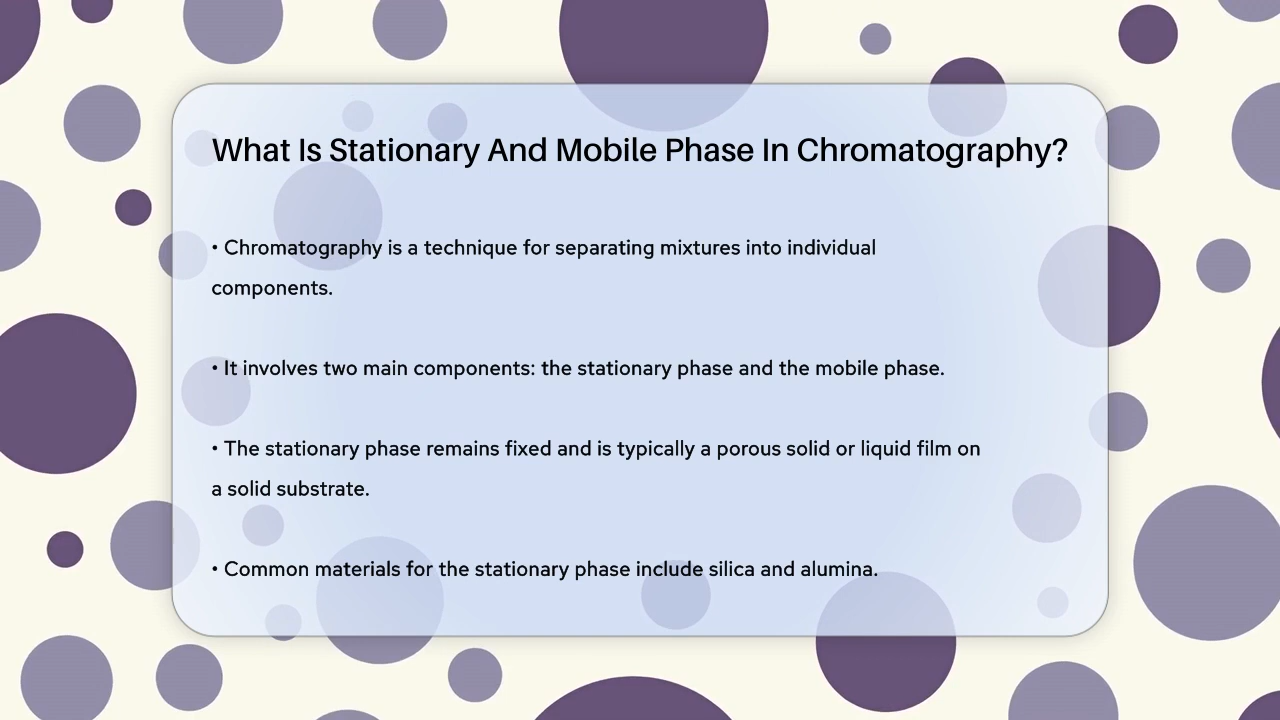 What Is Stationary And Mobile Phase In Chromatography?
• Chromatography is a technique for separating mixtures into individual
components.
• It involves two main components: the stationary phase and the mobile phase.
• The stationary phase remains fixed and is typically a porous solid or liquid film on
a solid substrate.
• Common materials for the stationary phase include silica and alumina.